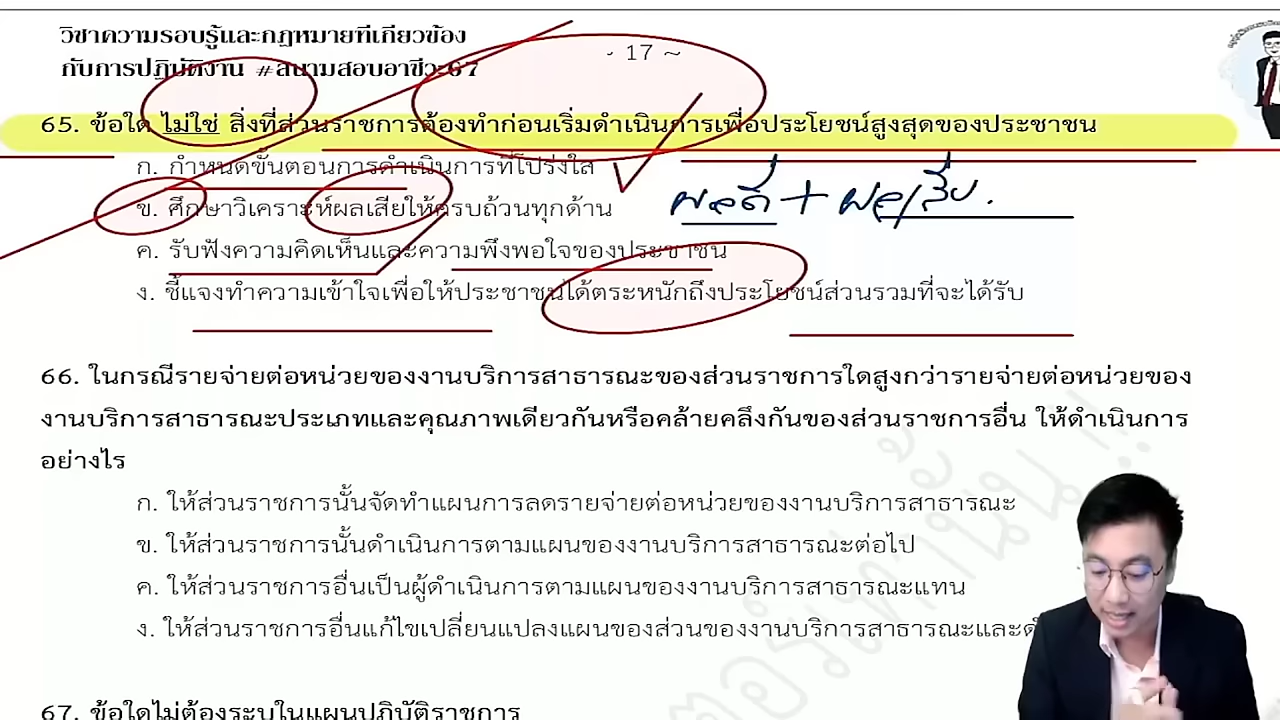 วิชาความรอบรู้และกฎหมายที่เกี่ยวข้อง
กับการปฏิบัติงาน #สนามสอบอาชีวะ67
~ 17 ~
65. ข้อใด ไม่ใช่ สิ่งที่ส่วนราชการต้องทำก่อนเริ่มดำเนินการเพื่อประโยชน์สูงสุดของประชาชน
ก. กำหนดขั้นตอนการดำเนินการที่โปร่งใส
ข. ศึกษาวิเคราะห์ผลเสียให้ครบถ้วนทุกด้าน
ผลดี + ผลเสีย.
ค. รับฟังความคิดเห็นและความพึงพอใจของประชาชน
ง. ชี้แจงทำความเข้าใจเพื่อให้ประชาชนได้ตระหนักถึงประโยชน์ส่วนรวมที่จะได้รับ
66. ในกรณีรายจ่ายต่อหน่วยของงานบริการสาธารณะของส่วนราชการใดสูงกว่ารายจ่ายต่อหน่วยของ
งานบริการสาธารณะประเภทและคุณภาพเดียวกันหรือคล้ายคลึงกันของส่วนราชการอื่น ให้ดำเนินการ
อย่างไร
ก. ให้ส่วนราชการนั้นจัดทำแผนการลดรายจ่ายต่อหน่วยของงานบริการสาธารณะ
ข. ให้ส่วนราชการนั้นดำเนินการตามแผนของงานบริการสาธารณะต่อไป
ค. ให้ส่วนราชการอื่นเป็นผู้ดำเนินการตามแผนของงานบริการสาธารณะแทน
ง. ให้ส่วนราชการอื่นแก้ไขเปลี่ยนแปลงแผนของส่วนของงานบริการสาธารณะและ
67. ข้อใดไม่ต้องระบุในแผนปฏิบัติราชการ